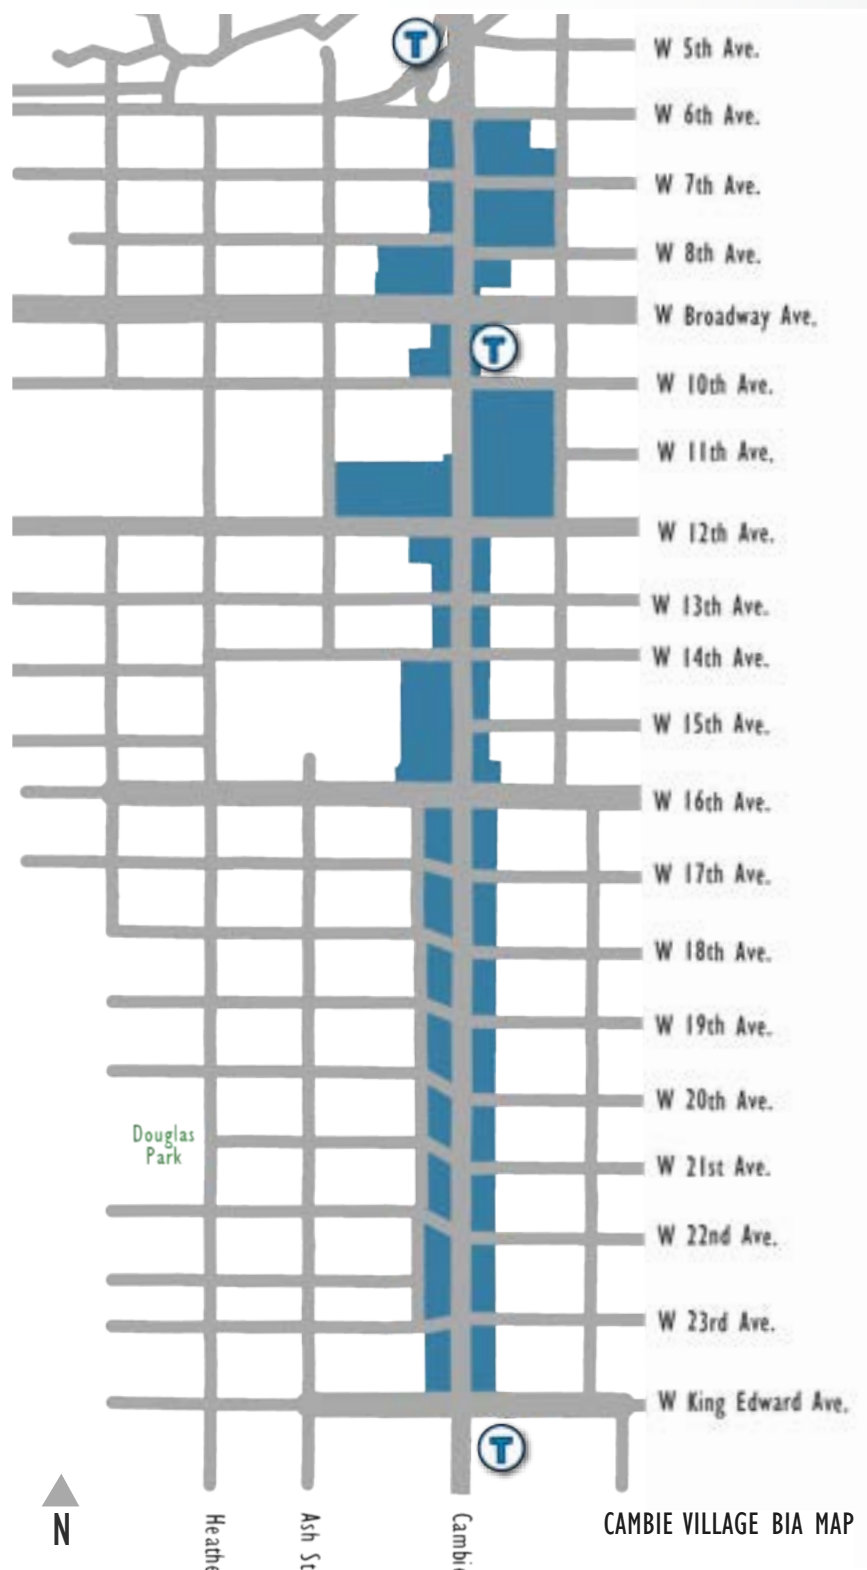 T
W 5th Ave.
W 6th Ave.
W 7th Ave.
W 8th Ave.
W Broadway Ave.
T
W 10th Ave.
W 11th Ave.
W 12th Ave.
W 13th Ave.
W 14th Ave.
W 15th Ave.
W 16th Ave.
W 17th Ave.
W 18th Ave.
W 19th Ave.
W 20th Ave.
Douglas
Park
W 21st Ave.
W 22nd Ave.
W 23rd Ave.
W King Edward Ave.
T
N
Heathe
Ash St
Cambie
CAMBIE VILLAGE BIA MAP